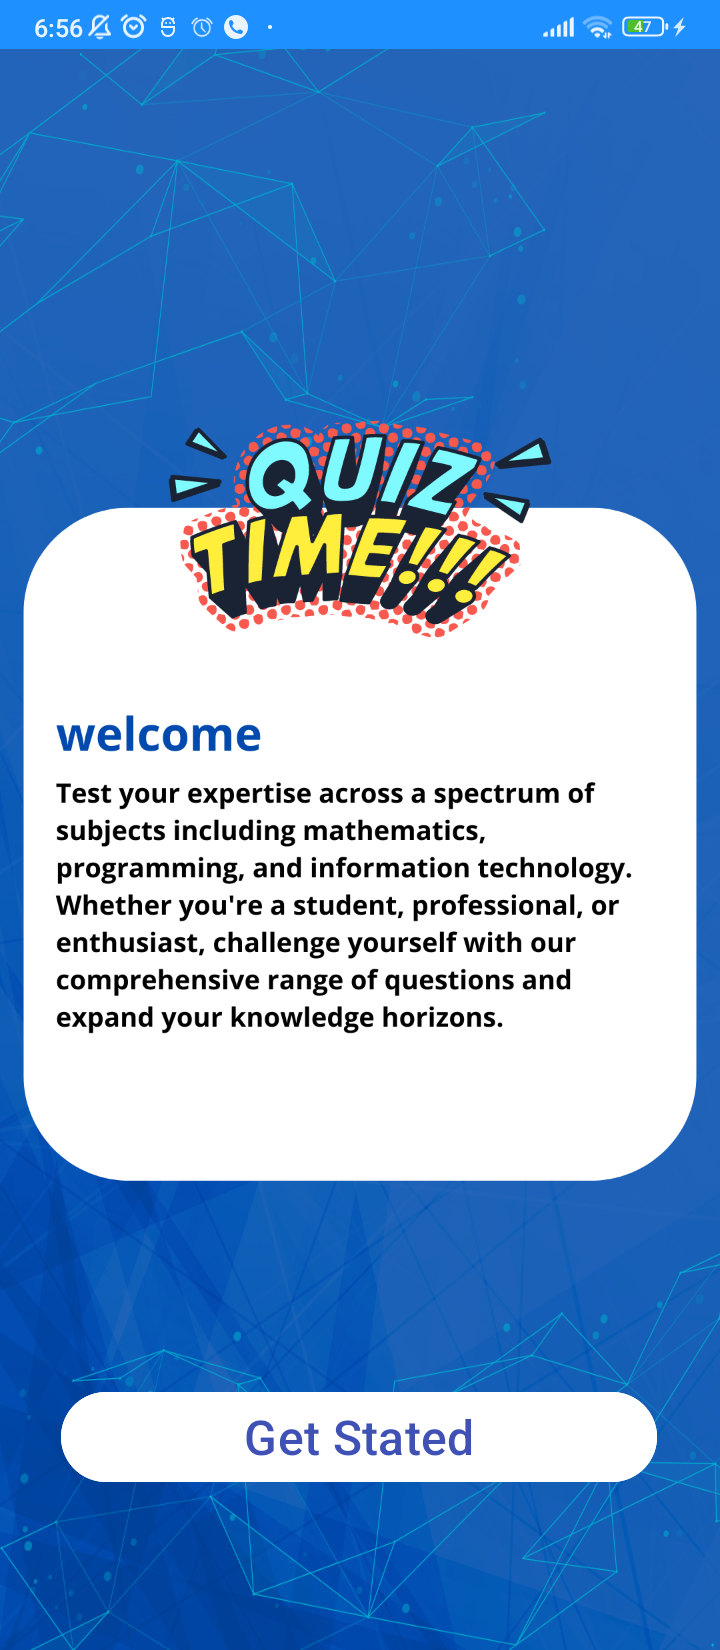 6:56
47
QUIZ
TIME!!!
welcome
Test your expertise across a spectrum of
subjects including mathematics,
programming, and information technology.
Whether you're a student, professional, or
enthusiast, challenge yourself with our
comprehensive range of questions and
expand your knowledge horizons.
Get Stated